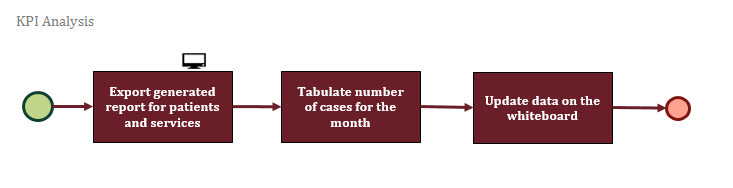 KPI Analysis
Export generated
report for patients
and services
Tabulate number
of cases for the
month
Update data on the
whiteboard